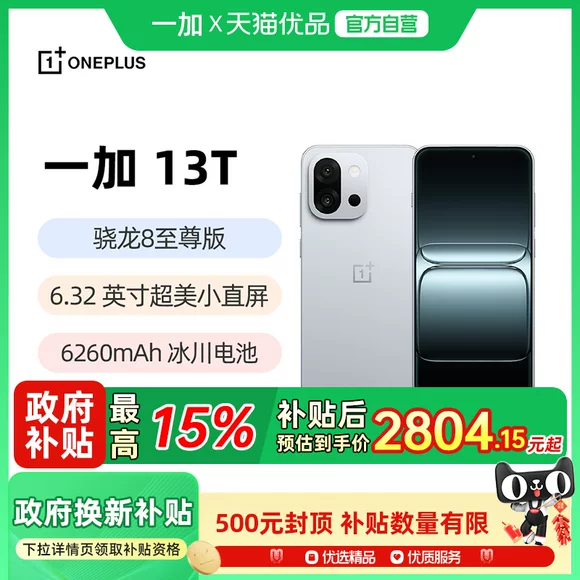 一加 X 天猫优品 官方自营
1+ ONEPLUS
一加 13T
骁龙8至尊版
6.32 英寸超美小直屏
6260mAh 冰川电池
政府补贴
最高 15%
补贴后
预估到手价 2804.15元起
政府换新补贴
下拉详情页领取补贴资格
500元封顶 补贴数量有限
优选精品 优质服务